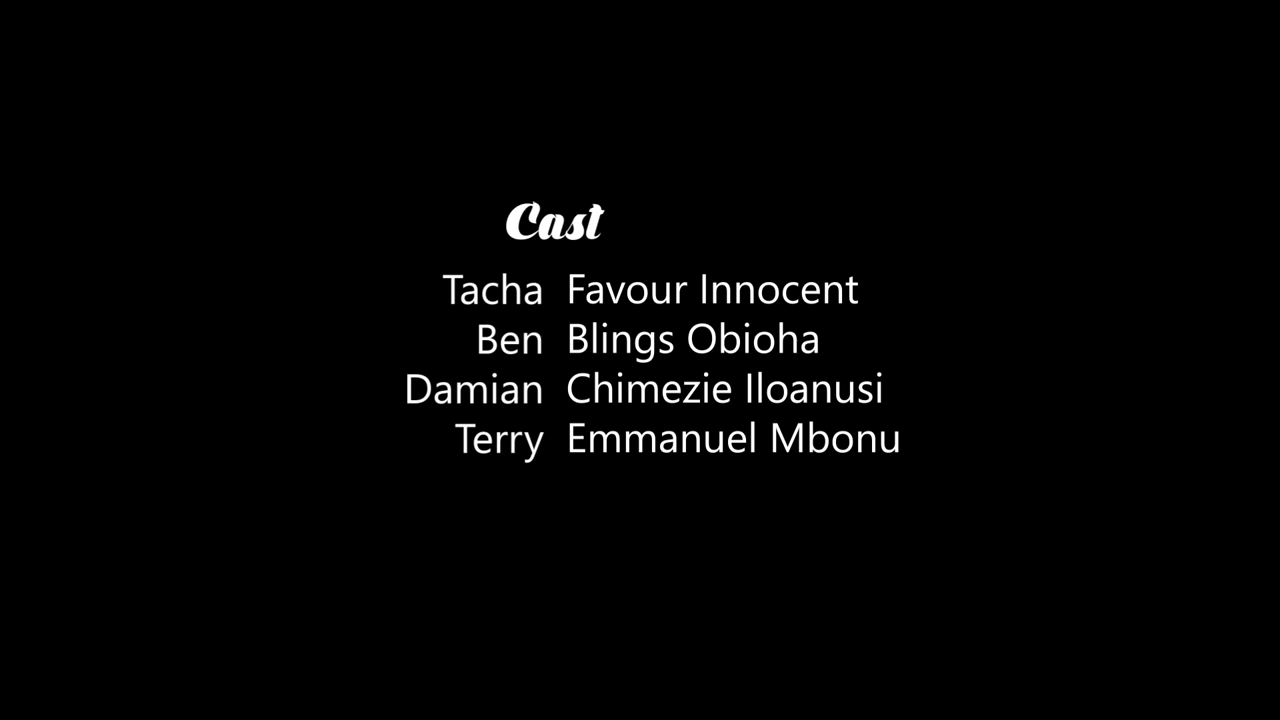 Cast
Tacha Favour Innocent
Ben Blings Obioha
Damian Chimezie Iloanusi
Terry Emmanuel Mbonu